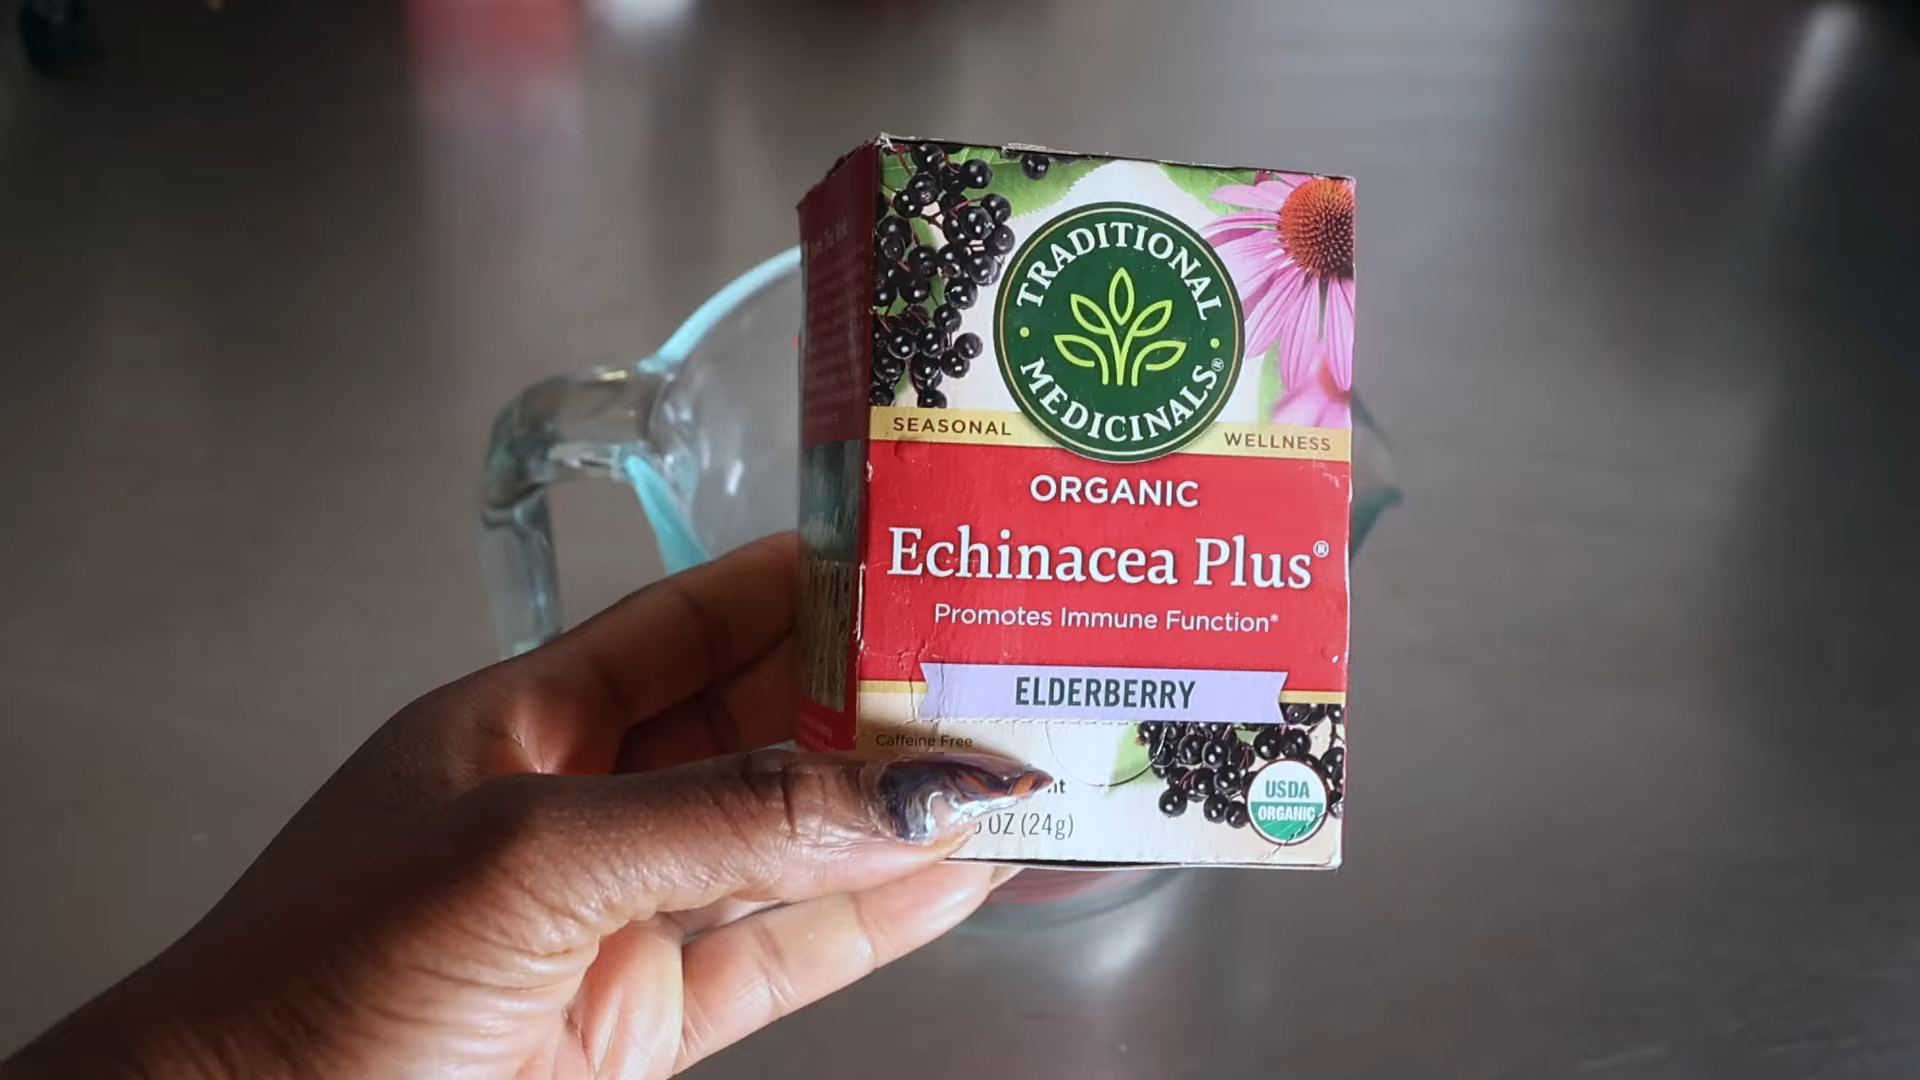 TRADITIONAL
MEDICINALS®
SEASONAL
WELLNESS
ORGANIC
Echinacea Plus®
Promotes Immune Function*
ELDERBERRY
Caffeine Free
OZ (24g)
USDA
ORGANIC